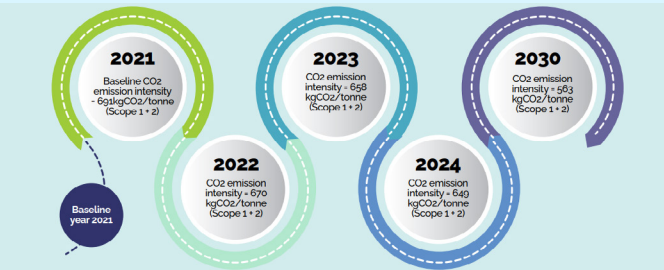 2021
Baseline CO2
emission intensity
- 691kgCO2/tonne
(Scope 1 + 2)
2023
CO2 emission
intensity = 658
kgCO2/tonne
(Scope 1 + 2)
2030
CO2 emission
intensity = 563
kgCO2/tonne
(Scope 1 + 2)
2022
CO2 emission
intensity = 670
kgCO2/tonne
(Scope 1 + 2)
2024
CO2 emission
intensity = 649
kgCO2/tonne
(Scope 1 + 2)
Baseline
year 2021